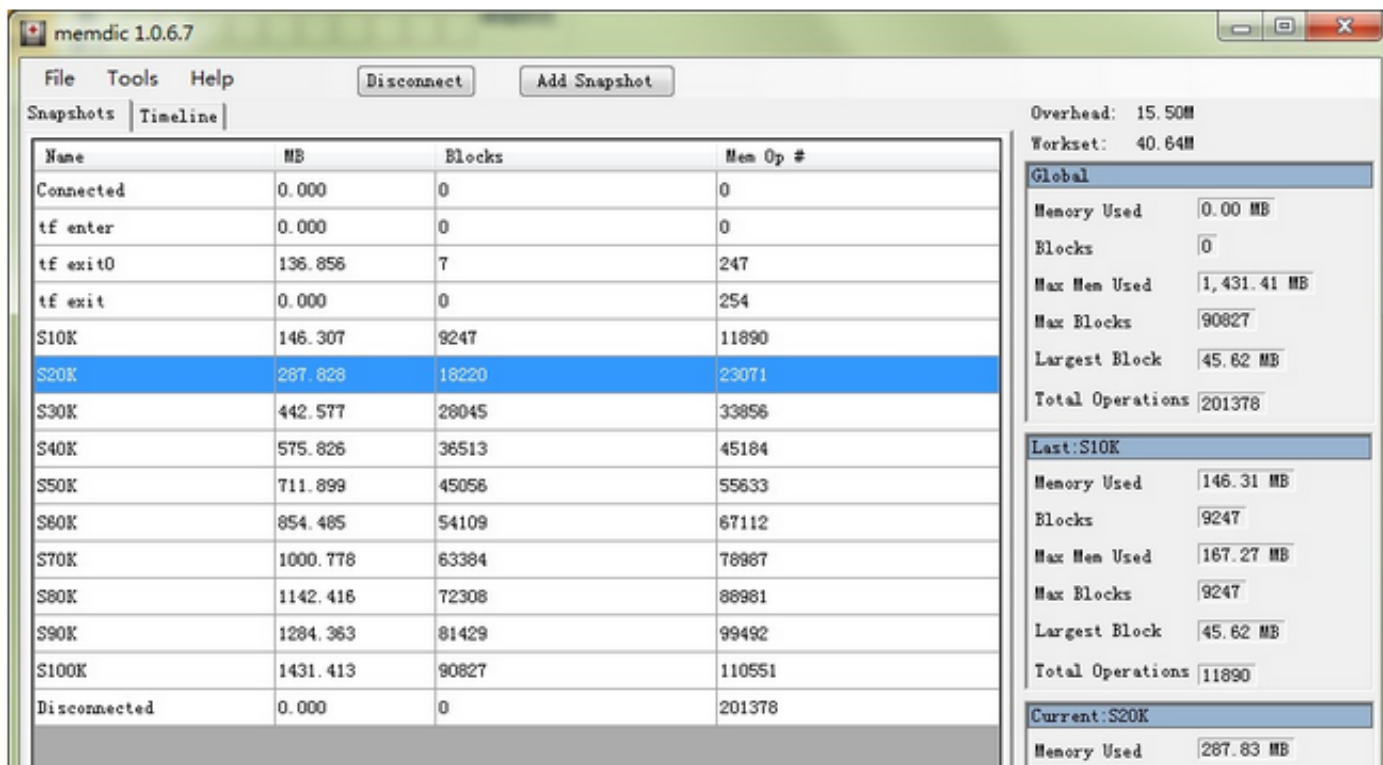 memdic 1.0.6.7
File Tools Help Disconnect Add Snapshot
Snapshots Timeline
Name MB Blocks Mem Op #
Connected 0.000 0 0
tf enter 0.000 0 0
tf exit0 136.856 7 247
tf exit 0.000 0 254
S10K 146.307 9247 11890
S20K 287.828 18220 23071
S30K 442.577 28045 33856
S40K 575.826 36513 45184
S50K 711.899 45056 55633
S60K 854.485 54109 67112
S70K 1000.778 63384 78987
S80K 1142.416 72308 88981
S90K 1284.363 81429 99492
S100K 1431.413 90827 110551
Disconnected 0.000 0 201378
Overhead: 15.50M
Workset: 40.64M
Global
Memory Used 0.00 MB
Blocks 0
Max Mem Used 1,431.41 MB
Max Blocks 90827
Largest Block 45.62 MB
Total Operations 201378
Last:S10K
Memory Used 146.31 MB
Blocks 9247
Max Mem Used 167.27 MB
Max Blocks 9247
Largest Block 45.62 MB
Total Operations 11890
Current:S20K
Memory Used 287.83 MB